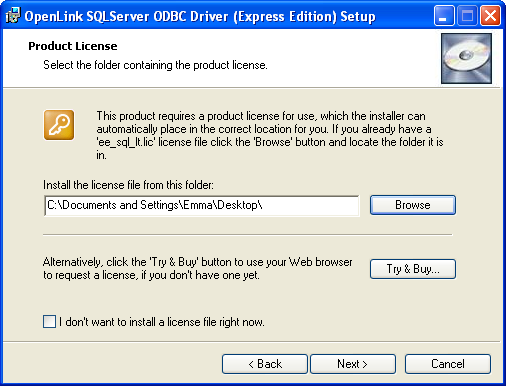 OpenLink SQLServer ODBC Driver (Express Edition) Setup
Product License
Select the folder containing the product license.
This product requires a product license for use, which the installer can
automatically place in the correct location for you. If you already have a
'ee_sql_lt.lic' license file click the 'Browse' button and locate the folder it is
in.
Install the license file from this folder:
C:\Documents and Settings\Emma\Desktop\
Browse
Alternatively, click the 'Try & Buy' button to use your Web browser
to request a license, if you don't have one yet.
Try & Buy...
I don't want to install a license file right now.
< Back
Next >
Cancel